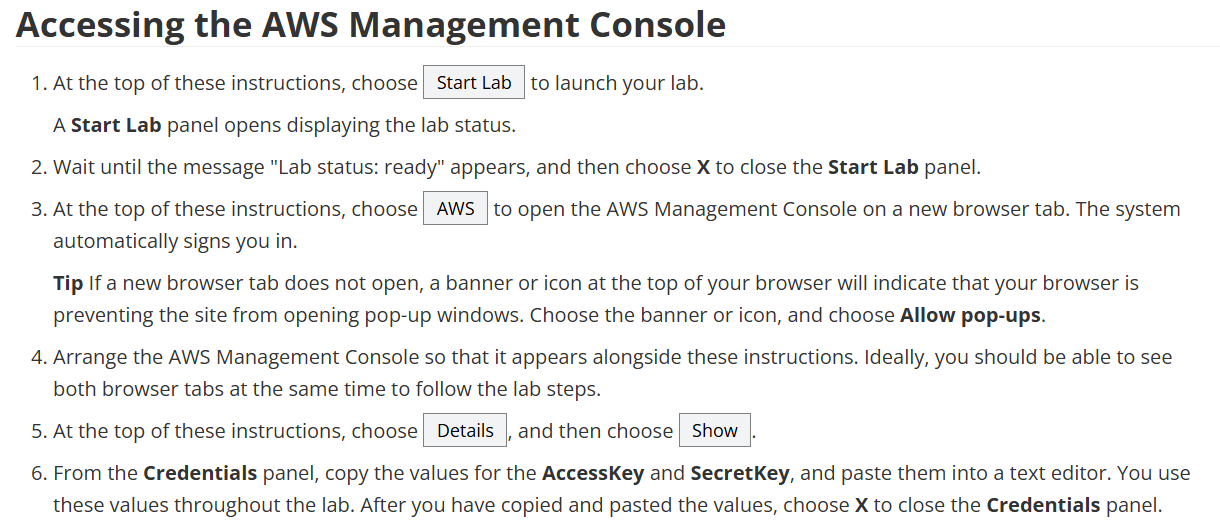 Accessing the AWS Management Console
1. At the top of these instructions, choose Start Lab to launch your lab.
A Start Lab panel opens displaying the lab status.
2. Wait until the message "Lab status: ready" appears, and then choose X to close the Start Lab panel.
3. At the top of these instructions, choose AWS to open the AWS Management Console on a new browser tab. The system
automatically signs you in.
Tip If a new browser tab does not open, a banner or icon at the top of your browser will indicate that your browser is
preventing the site from opening pop-up windows. Choose the banner or icon, and choose Allow pop-ups.
4. Arrange the AWS Management Console so that it appears alongside these instructions. Ideally, you should be able to see
both browser tabs at the same time to follow the lab steps.
5. At the top of these instructions, choose Details, and then choose Show.
6. From the Credentials panel, copy the values for the AccessKey and SecretKey, and paste them into a text editor. You use
these values throughout the lab. After you have copied and pasted the values, choose X to close the Credentials panel.